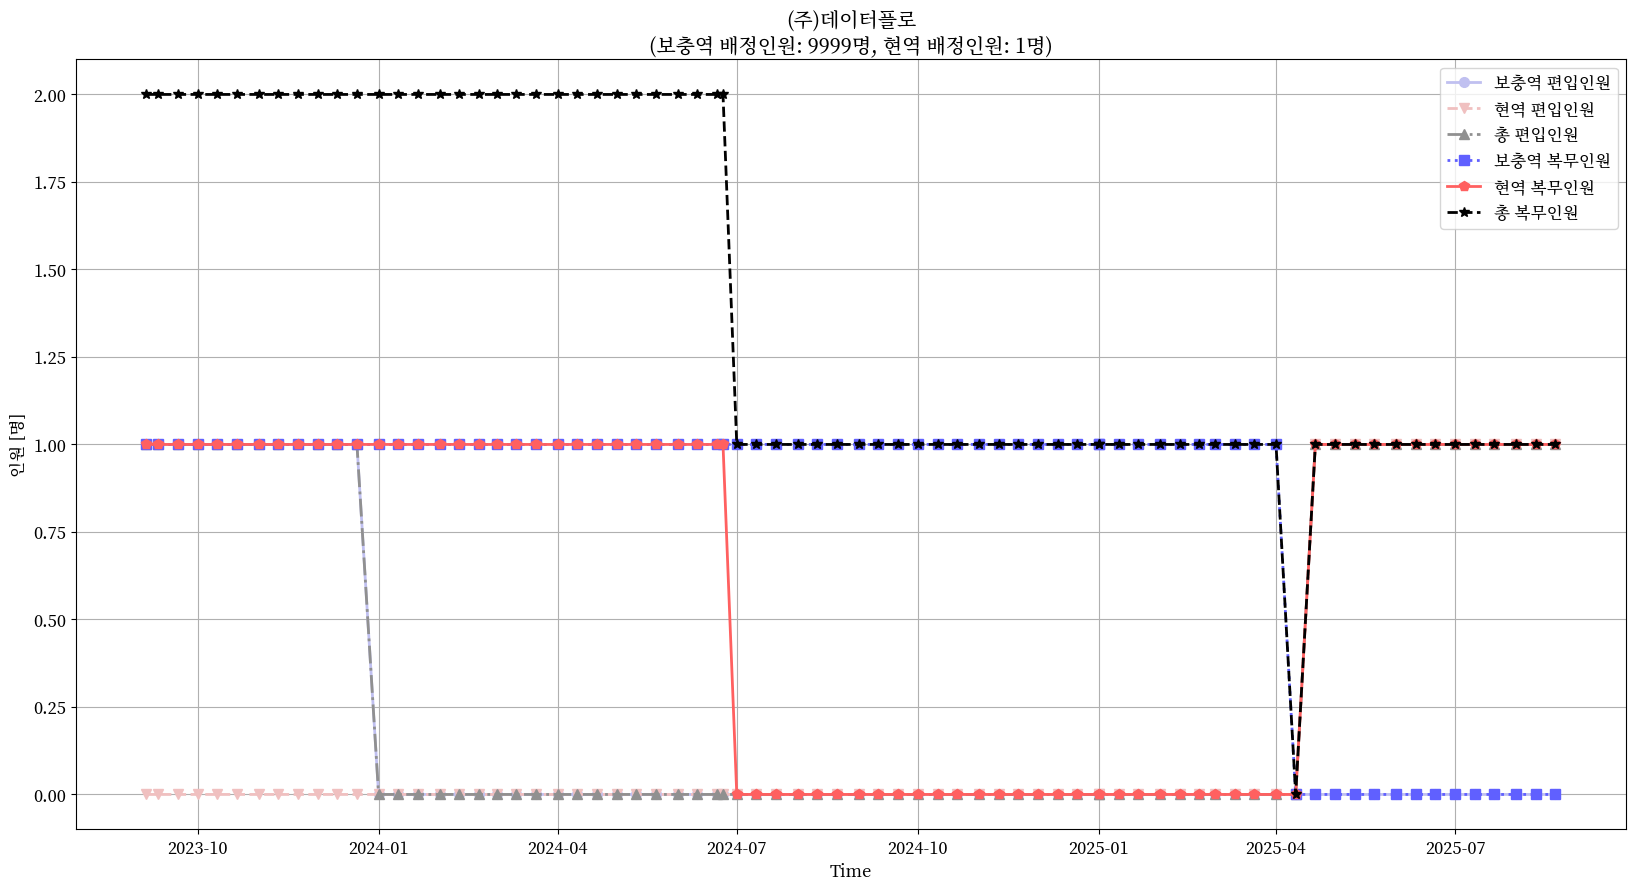 (주)데이터플로
(보충역 배정인원: 9999명, 현역 배정인원: 1명)
보충역 편입인원
현역 편입인원
총 편입인원
보충역 복무인원
현역 복무인원
총 복무인원
인원 [명]
2.00
1.75
1.50
1.25
1.00
0.75
0.50
0.25
0.00
2023-10
2024-01
2024-04
2024-07
2024-10
2025-01
2025-04
2025-07
Time